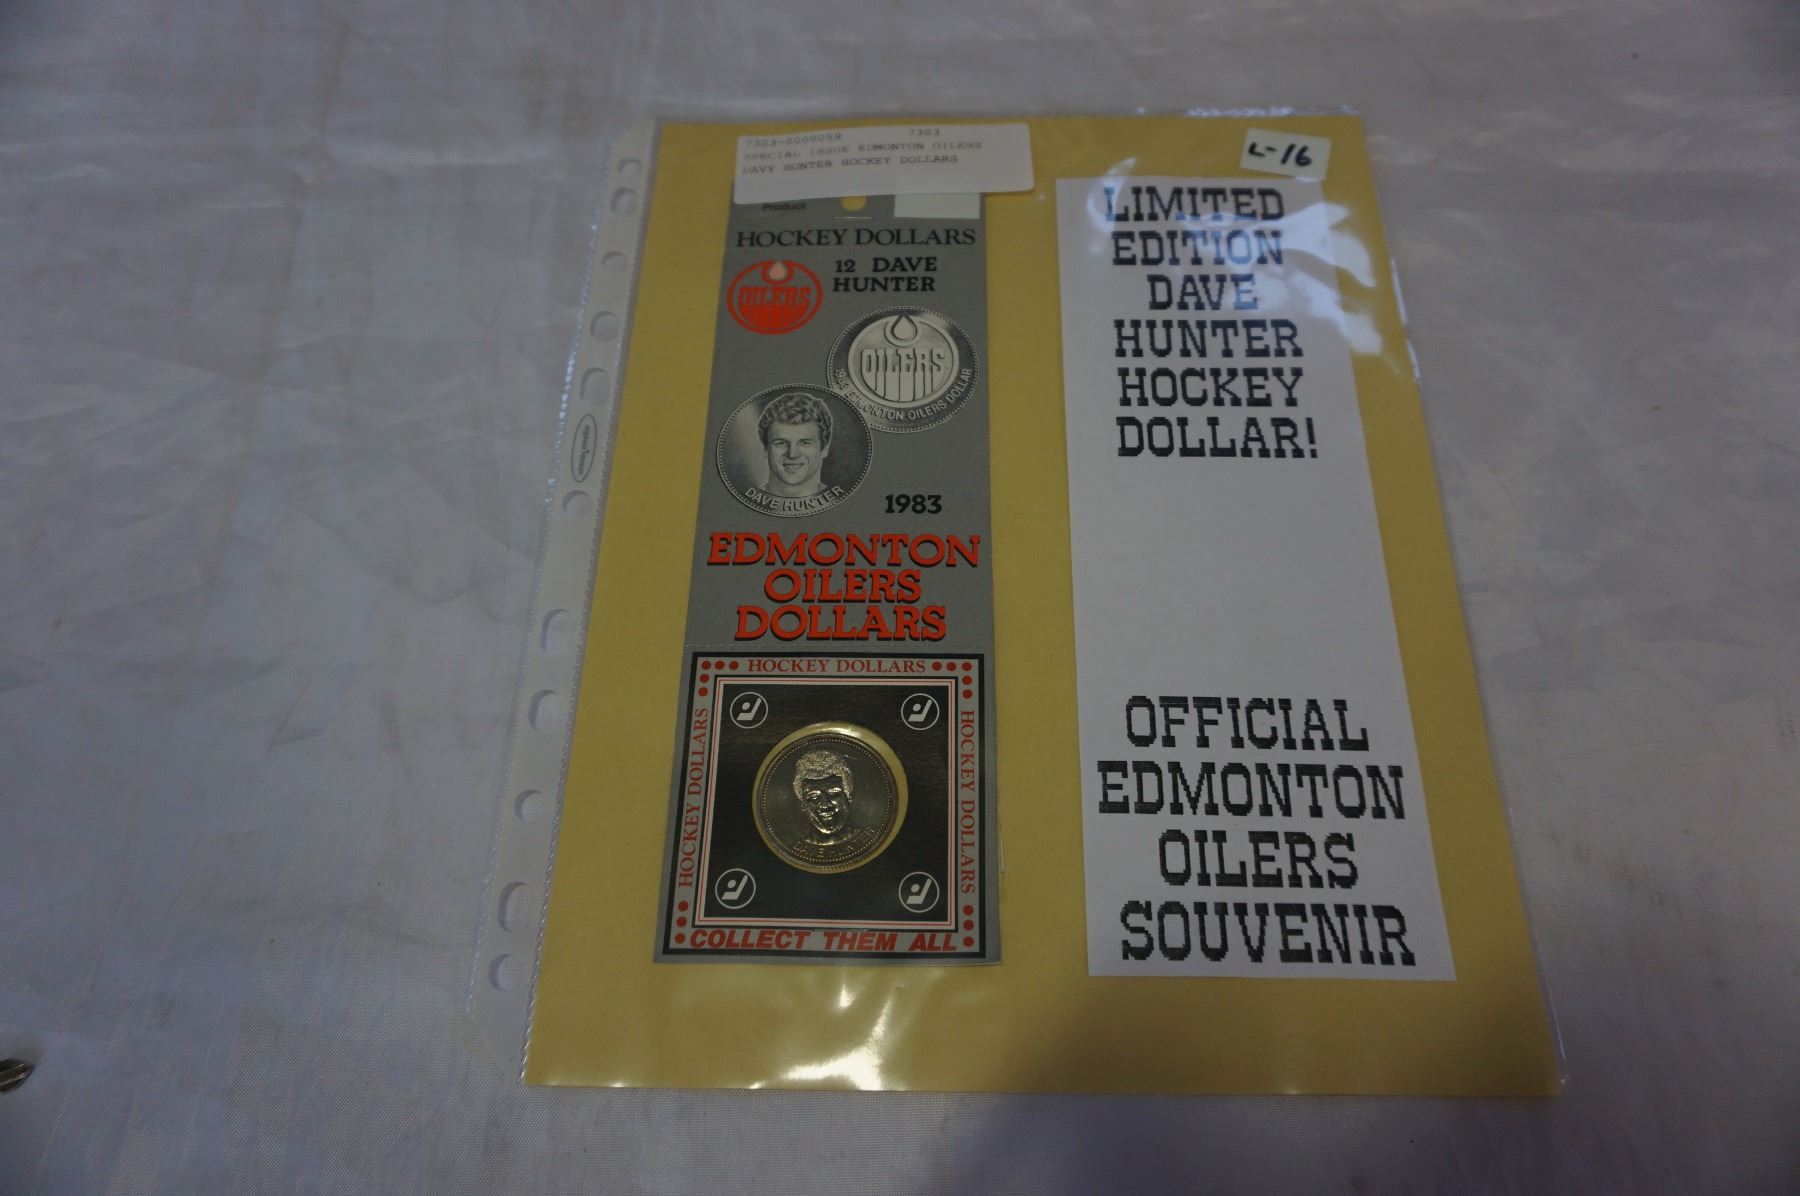 7303-0000059 7303
SPECIAL ISSUE EDMONTON OILERS
DAVY HUNTER HOCKEY DOLLARS
L-16
Product
HOCKEY DOLLARS
OILERS
12 DAVE
HUNTER
OILERS
1983 EDMONTON OILERS DOLLAR
DAVE HUNTER
1983
EDMONTON
OILERS
DOLLARS
HOCKEY DOLLARS
HOCKEY DOLLARS
HOCKEY DOLLARS
DAVE HUNTER
COLLECT THEM ALL
LIMITED
EDITION
DAVE
HUNTER
HOCKEY
DOLLAR!
OFFICIAL
EDMONTON
OILERS
SOUVENIR